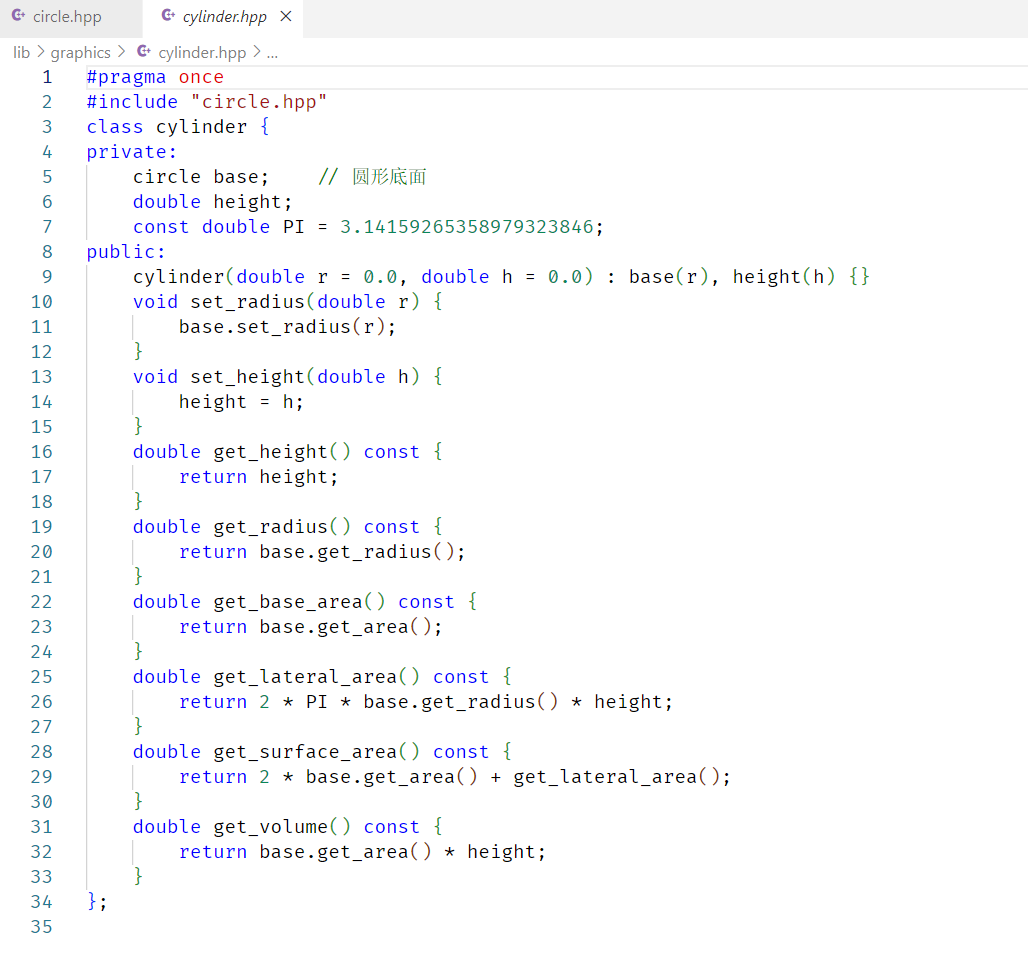 circle.hpp cylinder.hpp ×
lib > graphics > cylinder.hpp > ...
1 #pragma once
2 #include "circle.hpp"
3 class cylinder {
4 private:
5     circle base;    // 圆形底面
6     double height;
7     const double PI = 3.14159265358979323846;
8 public:
9     cylinder(double r = 0.0, double h = 0.0) : base(r), height(h) {}
10     void set_radius(double r) {
11         base.set_radius(r);
12     }
13     void set_height(double h) {
14         height = h;
15     }
16     double get_height() const {
17         return height;
18     }
19     double get_radius() const {
20         return base.get_radius();
21     }
22     double get_base_area() const {
23         return base.get_area();
24     }
25     double get_lateral_area() const {
26         return 2 * PI * base.get_radius() * height;
27     }
28     double get_surface_area() const {
29         return 2 * base.get_area() + get_lateral_area();
30     }
31     double get_volume() const {
32         return base.get_area() * height;
33     }
34 };
35